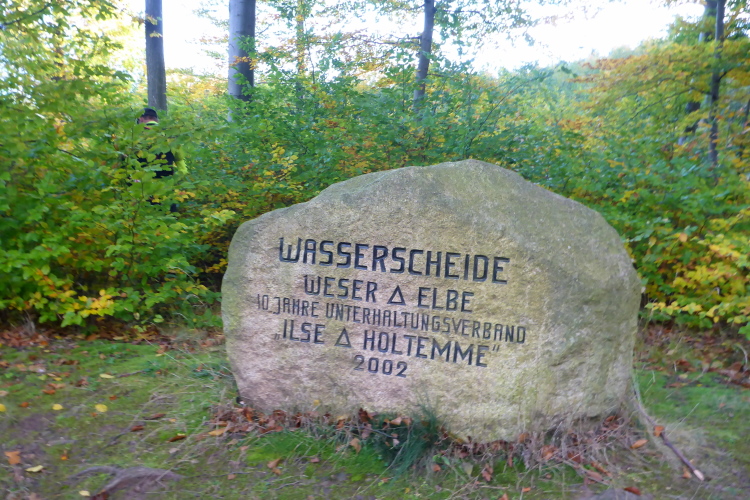 WASSERSCHEIDE
WESER △ ELBE
10 JAHRE UNTERHALTUNGSVERBAND
„ILSE △ HOLTEMME"
2002